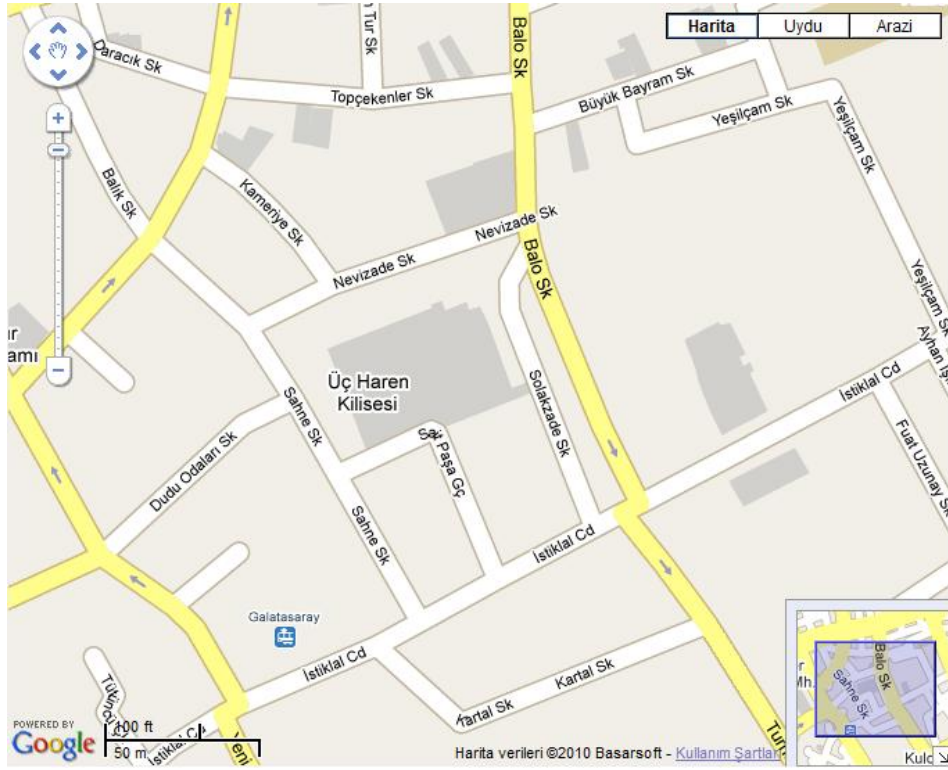 Harita
Uydu
Arazi
Tur Sk
Balo Sk
Daracık Sk
Topçekenler Sk
Büyük Bayram Sk
Yeşilçam Sk
Yeşilçam Sk
Balık Sk
Kameriye Sk
Nevizade Sk
Nevizade Sk
Balo Sk
Yeşilçam Sk
Üç Haren
Kilisesi
Sahne Sk
Solakzade Sk
İstiklal Cd
Ayhan
Sait Paşa Gç
Fuat Uzunay Sk
Dudu Odaları Sk
Sahne Sk
İstiklal Cd
Galatasaray
İstiklal Cd
Kartal Sk
Kartal Sk
Balo Sk
Sahne Sk
Mh.
İstiklal Cd
POWERED BY
Google
100 ft
50 m
Harita verileri ©2010 Basarsoft - Kullanım Şartları